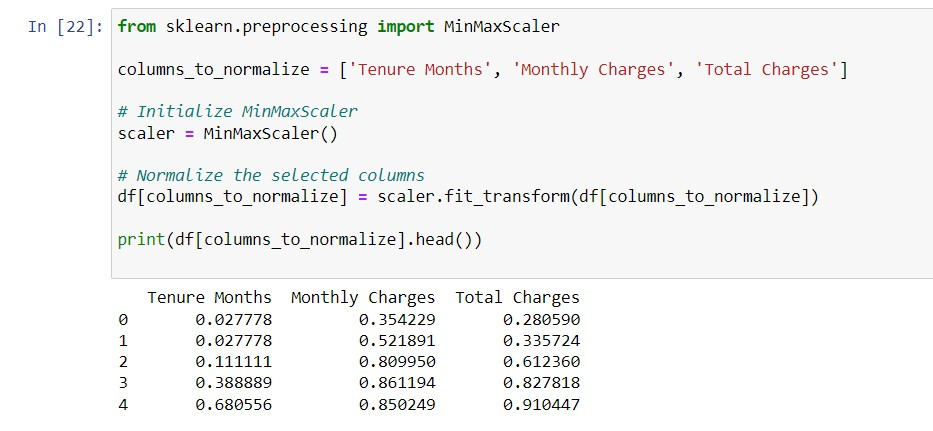 In [22]: from sklearn.preprocessing import MinMaxScaler
columns_to_normalize = ['Tenure Months', 'Monthly Charges', 'Total Charges']
# Initialize MinMaxScaler
scaler = MinMaxScaler()
# Normalize the selected columns
df[columns_to_normalize] = scaler.fit_transform(df[columns_to_normalize])
print(df[columns_to_normalize].head())
Tenure Months Monthly Charges Total Charges
0 0.027778 0.354229 0.280590
1 0.027778 0.521891 0.335724
2 0.111111 0.809950 0.612360
3 0.388889 0.861194 0.827818
4 0.680556 0.850249 0.910447